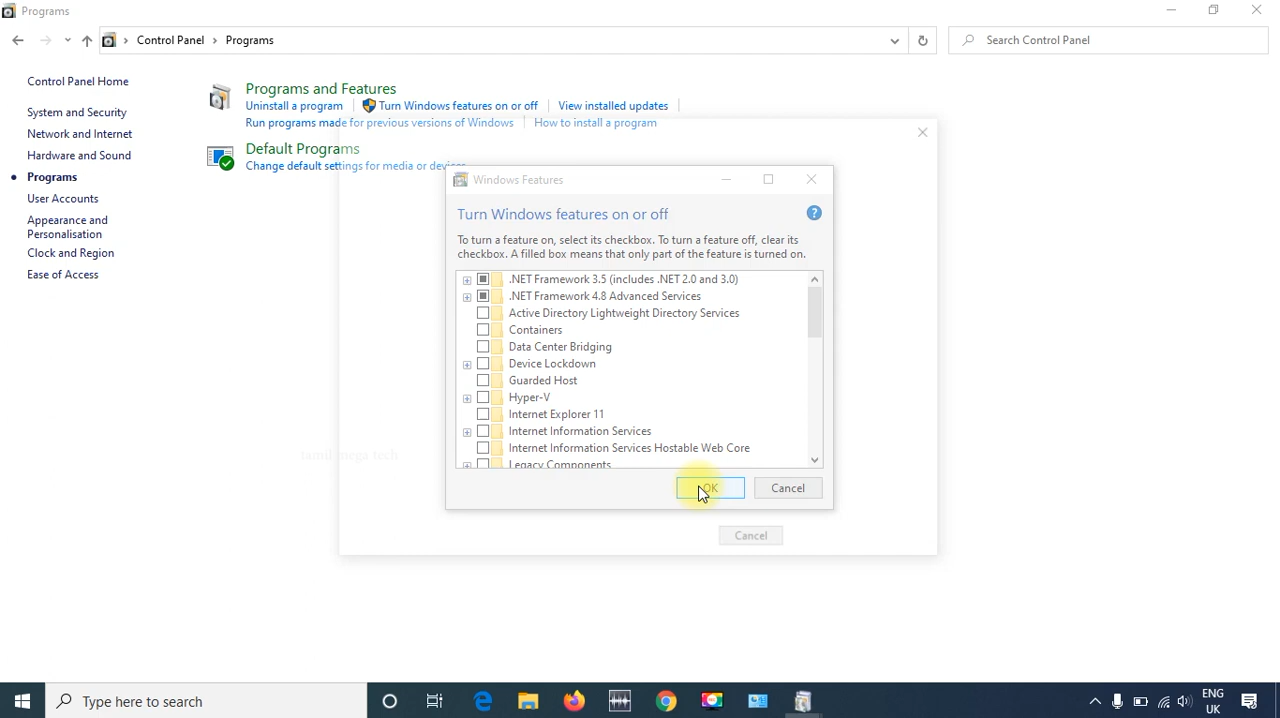 Programs
Control Panel > Programs
Search Control Panel
Control Panel Home
System and Security
Network and Internet
Hardware and Sound
Programs
User Accounts
Appearance and
Personalisation
Clock and Region
Ease of Access
Programs and Features
Uninstall a program
Turn Windows features on or off
View installed updates
Run programs made for previous versions of Windows
How to install a program
Default Programs
Change default settings for media or devices
Windows Features
Turn Windows features on or off
To turn a feature on, select its checkbox. To turn a feature off, clear its
checkbox. A filled box means that only part of the feature is turned on.
.NET Framework 3.5 (includes .NET 2.0 and 3.0)
.NET Framework 4.8 Advanced Services
Active Directory Lightweight Directory Services
Containers
Data Center Bridging
Device Lockdown
Guarded Host
Hyper-V
Internet Explorer 11
Internet Information Services
Internet Information Services Hostable Web Core
Legacy Components
tamil mega tech
OK
Cancel
Cancel
Type here to search
ENG
UK